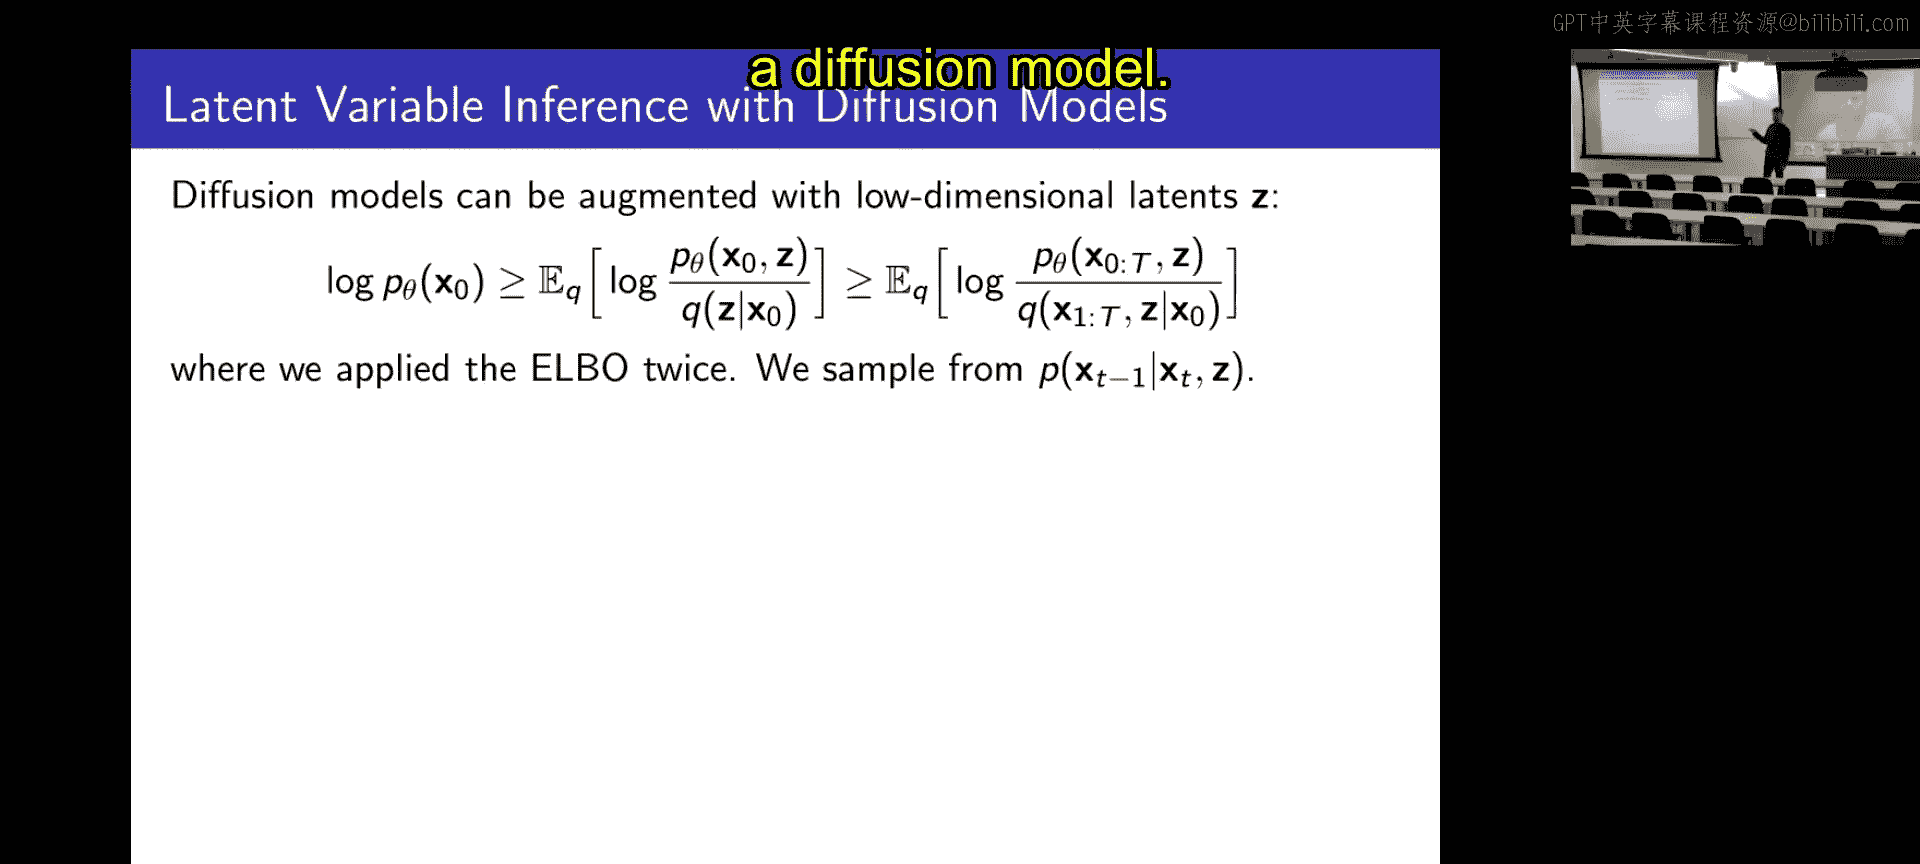 GPT中英字幕课程资源@bilibili.com
a diffusion model.
Latent Variable Inference with Diffusion Models
Diffusion models can be augmented with low-dimensional latents z:
log pθ(x₀) ≥ 𝔼q[log pθ(x₀, z) / q(z|x₀)] ≥ 𝔼q[log pθ(x₀:T, z) / q(x₁:T, z|x₀)]
where we applied the ELBO twice. We sample from p(xₜ₋₁|xₜ, z).